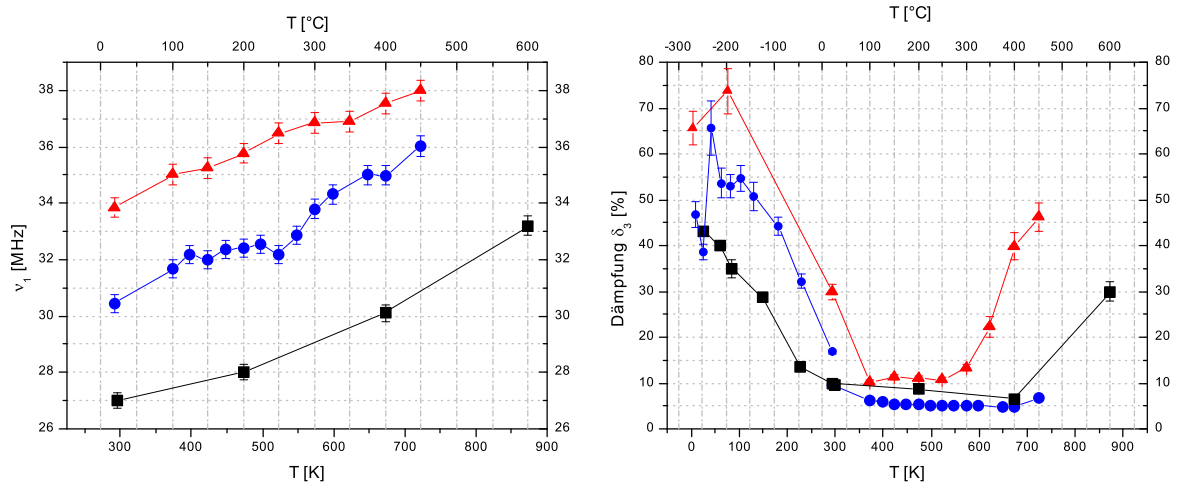 T [°C]
0 100 200 300 400 500 600
38 38
36 36
34 34
32 32
30 30
28 28
26 26
ν1 [MHz]
300 400 500 600 700 800 900
T [K]
T [°C]
-300 -200 -100 0 100 200 300 400 500 600
80 80
70 70
60 60
50 50
40 40
30 30
20 20
10 10
0 0
Dämpfung δ3 [%]
0 100 200 300 400 500 600 700 800 900
T [K]